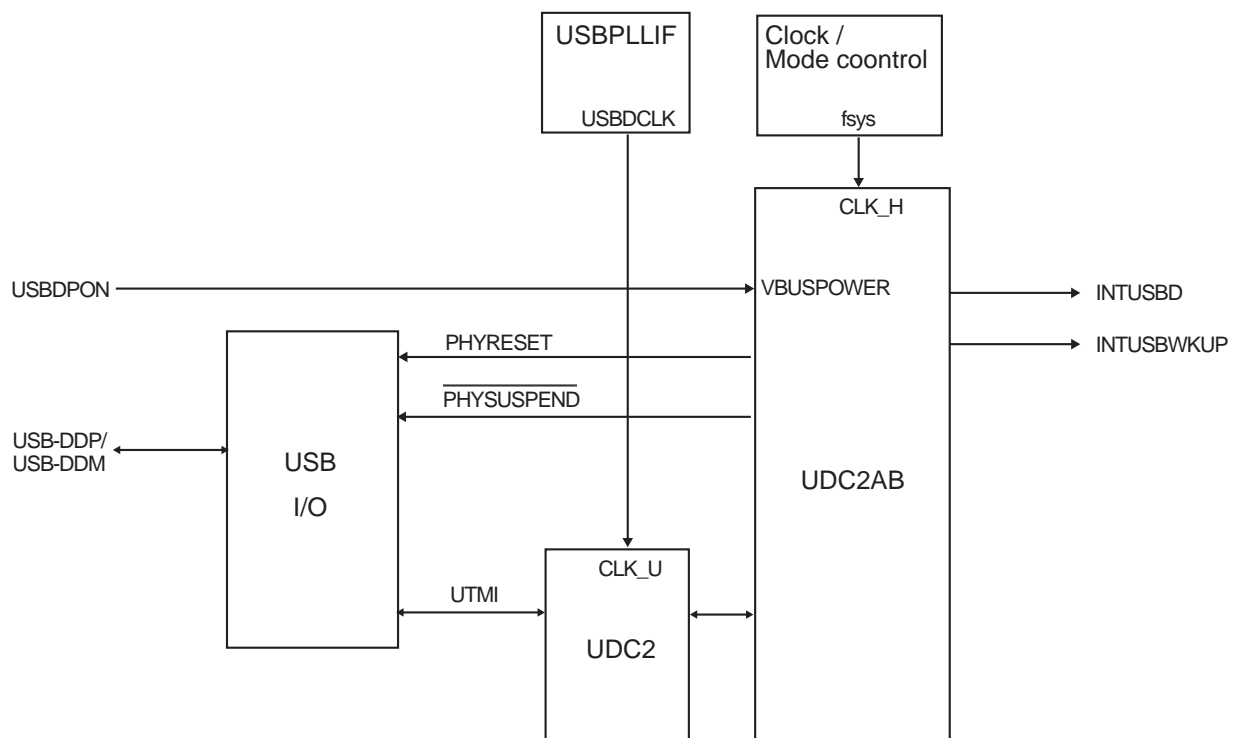 USBPLLIF
USBDCLK
Clock /
Mode coontrol
fsys
CLK_H
USBDPON
VBUSPOWER
INTUSBD
PHYRESET
INTUSBWKUP
PHYSUSPEND
USB-DDP/
USB-DDM
USB
I/O
UDC2AB
CLK_U
UTMI
UDC2